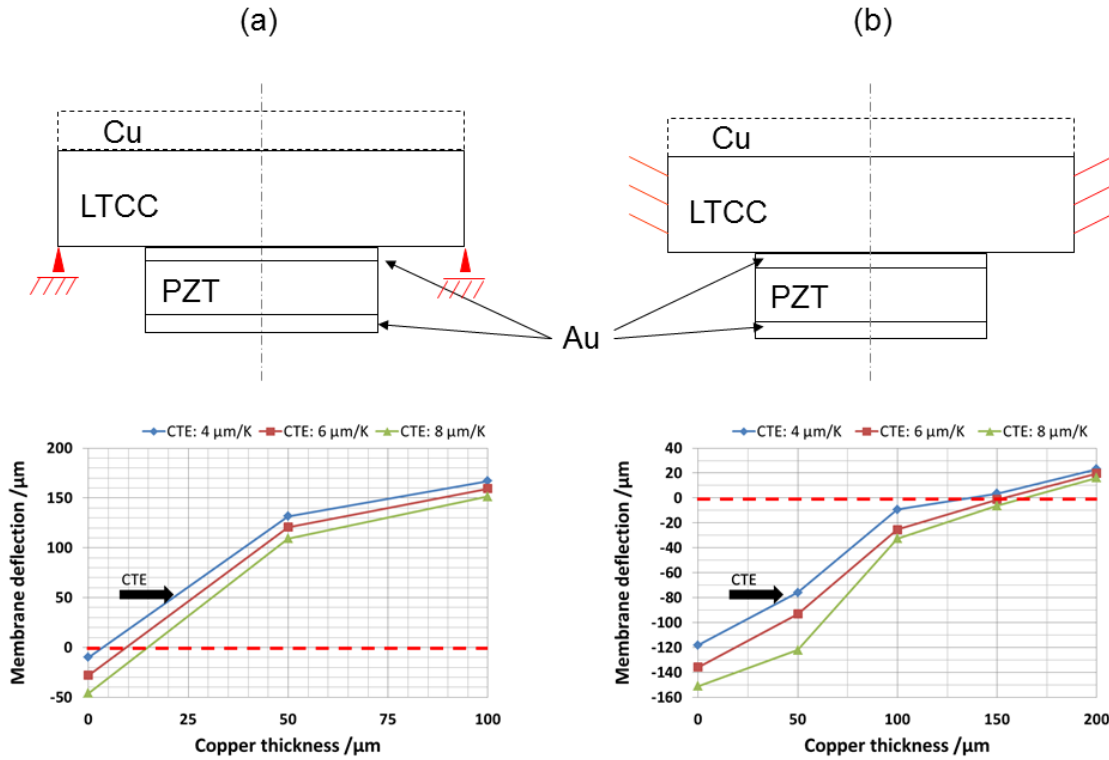 (a)
(b)
Cu
LTCC
PZT
Cu
LTCC
PZT
Au
CTE: 4 µm/K CTE: 6 µm/K CTE: 8 µm/K
Membrane deflection /µm
200
150
100
50
0
-50
CTE
0 25 50 75 100
Copper thickness /µm
CTE: 4 µm/K CTE: 6 µm/K CTE: 8 µm/K
Membrane deflection /µm
40
20
0
-20
-40
-60
-80
-100
-120
-140
-160
CTE
0 50 100 150 200
Copper thickness /µm